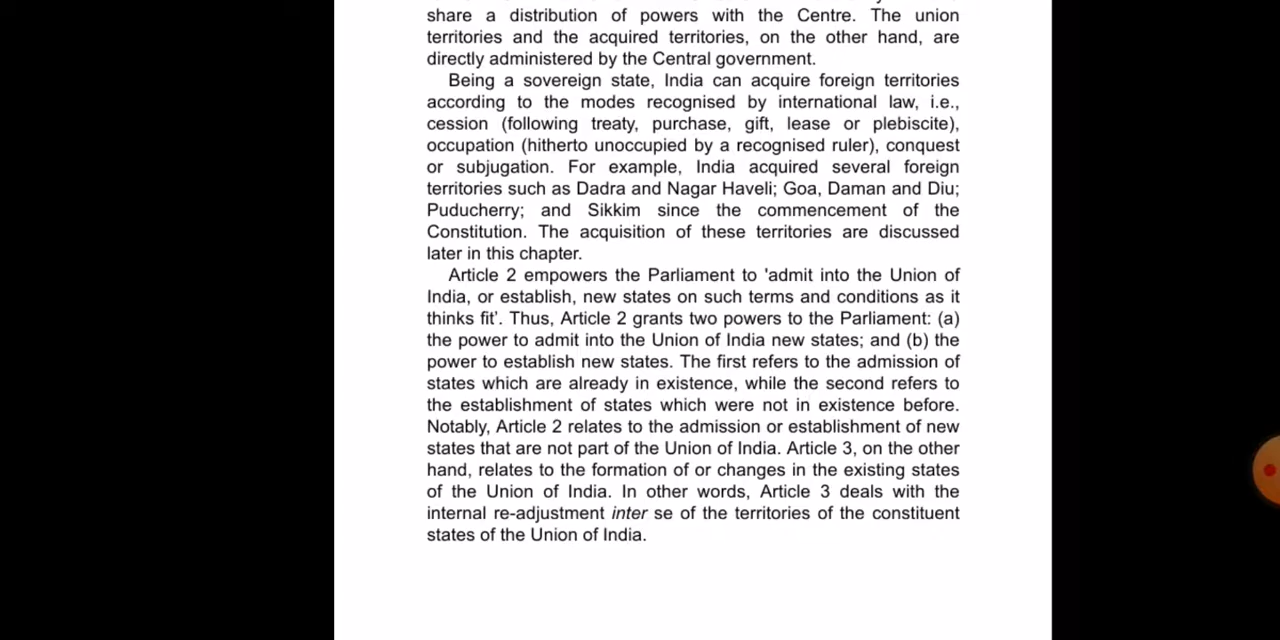 share a distribution of powers with the Centre. The union
territories and the acquired territories, on the other hand, are
directly administered by the Central government.
Being a sovereign state, India can acquire foreign territories
according to the modes recognised by international law, i.e.,
cession (following treaty, purchase, gift, lease or plebiscite),
occupation (hitherto unoccupied by a recognised ruler), conquest
or subjugation. For example, India acquired several foreign
territories such as Dadra and Nagar Haveli; Goa, Daman and Diu;
Puducherry; and Sikkim since the commencement of the
Constitution. The acquisition of these territories are discussed
later in this chapter.
Article 2 empowers the Parliament to 'admit into the Union of
India, or establish, new states on such terms and conditions as it
thinks fit'. Thus, Article 2 grants two powers to the Parliament: (a)
the power to admit into the Union of India new states; and (b) the
power to establish new states. The first refers to the admission of
states which are already in existence, while the second refers to
the establishment of states which were not in existence before.
Notably, Article 2 relates to the admission or establishment of new
states that are not part of the Union of India. Article 3, on the other
hand, relates to the formation of or changes in the existing states
of the Union of India. In other words, Article 3 deals with the
internal re-adjustment inter se of the territories of the constituent
states of the Union of India.